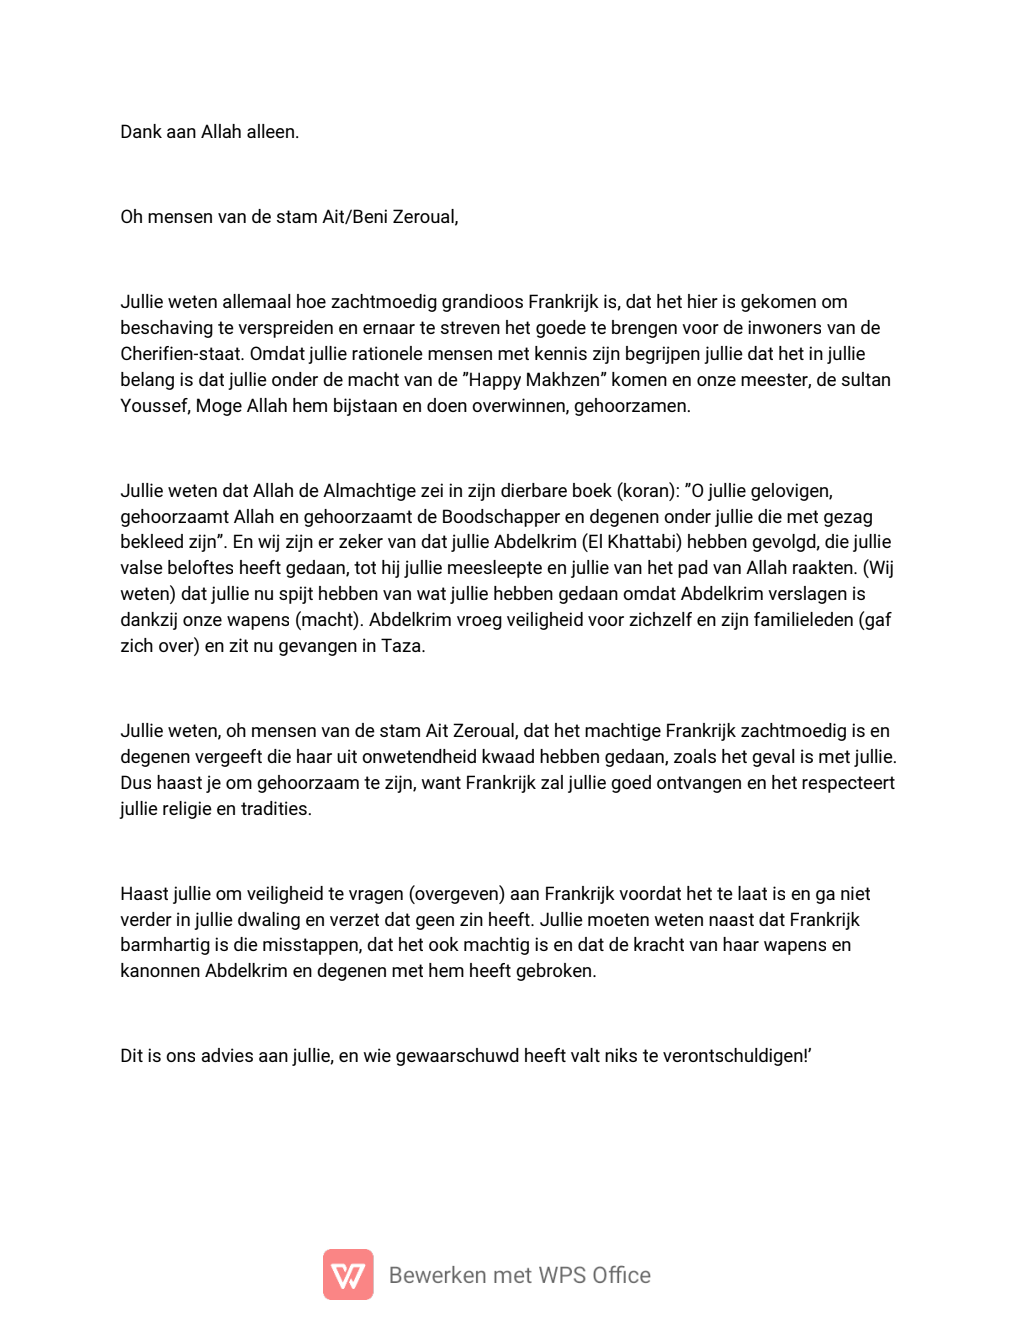 Dank aan Allah alleen.
Oh mensen van de stam Ait/Beni Zeroual,
Jullie weten allemaal hoe zachtmoedig grandioos Frankrijk is, dat het hier is gekomen om
beschaving te verspreiden en ernaar te streven het goede te brengen voor de inwoners van de
Cherifien-staat. Omdat jullie rationele mensen met kennis zijn begrijpen jullie dat het in jullie
belang is dat jullie onder de macht van de ”Happy Makhzen” komen en onze meester, de sultan
Youssef, Moge Allah hem bijstaan en doen overwinnen, gehoorzamen.
Jullie weten dat Allah de Almachtige zei in zijn dierbare boek (koran): ”O jullie gelovigen,
gehoorzaamt Allah en gehoorzaamt de Boodschapper en degenen onder jullie die met gezag
bekleed zijn”. En wij zijn er zeker van dat jullie Abdelkrim (El Khattabi) hebben gevolgd, die jullie
valse beloftes heeft gedaan, tot hij jullie meesleepte en jullie van het pad van Allah raakten. (Wij
weten) dat jullie nu spijt hebben van wat jullie hebben gedaan omdat Abdelkrim verslagen is
dankzij onze wapens (macht). Abdelkrim vroeg veiligheid voor zichzelf en zijn familieleden (gaf
zich over) en zit nu gevangen in Taza.
Jullie weten, oh mensen van de stam Ait Zeroual, dat het machtige Frankrijk zachtmoedig is en
degenen vergeeft die haar uit onwetendheid kwaad hebben gedaan, zoals het geval is met jullie.
Dus haast je om gehoorzaam te zijn, want Frankrijk zal jullie goed ontvangen en het respecteert
jullie religie en tradities.
Haast jullie om veiligheid te vragen (overgeven) aan Frankrijk voordat het te laat is en ga niet
verder in jullie dwaling en verzet dat geen zin heeft. Jullie moeten weten naast dat Frankrijk
barmhartig is die misstappen, dat het ook machtig is en dat de kracht van haar wapens en
kanonnen Abdelkrim en degenen met hem heeft gebroken.
Dit is ons advies aan jullie, en wie gewaarschuwd heeft valt niks te verontschuldigen!’
Bewerken met WPS Office